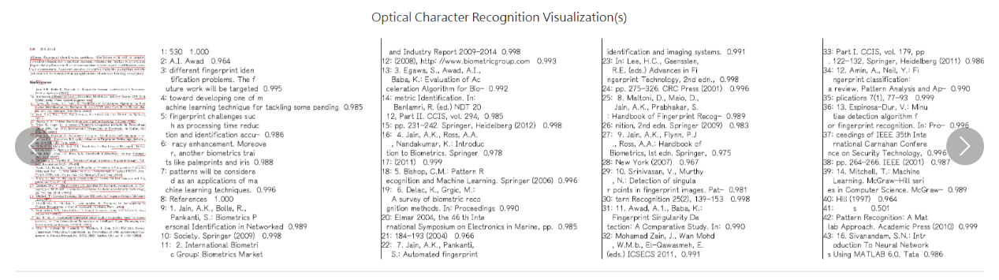 Optical Character Recognition Visualization(s)
1: 530 1.000
2: A.I. Awad 0.964
3: different fingerprint iden
tification problems. The f
uture work will be targeted 0.995
4: toward developing one of m
achine learning technique for tackling some pending 0.985
5: fingerprint challenges suc
h as processing time reduc
tion and identification accu- 0.986
6: racy enhancement. Moreove
r, another biometrics trai
ts like palmprints and iris 0.988
7: patterns will be considere
d as an applications of ma
chine learning techniques. 0.996
8: References 1.000
9: 1. Jain, A.K., Bolle, R.,
Pankanti, S.: Biometrics P
ersonal Identification in Networked 0.989
10: Society. Springer (2009) 0.998
11: 2. International Biometri
c Group: Biometrics Market
and Industry Report 2009-2014 0.998
12: (2008), http: //www.biometricgroup.com 0.993
13: 3. Egawa, S., Awad, A.I.,
Baba, K.: Evaluation of Ac
celeration Algorithm for Bio- 0.992
14: metric Identification. In:
Benlamri, R. (ed.) NDT 20
12, Part II. CCIS, vol. 294, 0.985
15: pp. 231-242. Springer, Heidelberg (2012) 0.998
16: 4. Jain, A.K., Ross, A.A.
, Nandakumar, K.: Introduc
tion to Biometrics. Springer 0.978
17: (2011) 0.999
18: 5. Bishop, C.M.: Pattern R
ecognition and Machine Learning. Springer (2006) 0.996
19: 6. Delac, K., Grgic, M.:
A survey of biometric reco
gnition methods. In: Proceedings 0.990
20: Elmar 2004, the 46 th Inte
rnational Symposium on Electronics in Marine, pp. 0.985
21: 184-193 (2004) 0.966
22: 7. Jain, A.K., Pankanti,
S.: Automated fingerprint
identification and imaging systems. 0.991
23: In: Lee, H.C., Gaensslen,
R.E. (eds.) Advances in Fi
ngerprint Technology, 2nd edn., 0.998
24: pp. 275-326. CRC Press (2001) 0.996
25: 8. Maltoni, D., Maio, D.,
Jain, A.K., Prabhakar, S.
: Handbook of Fingerprint Recog- 0.989
26: nition, 2nd edn. Springer (2009) 0.983
27: 9. Jain, A.K., Flynn, P.J
., Ross, A.A.: Handbook of
Biometrics, 1st edn. Springer, 0.975
28: New York (2007) 0.967
29: 10. Srinivasan, V., Murthy
, N.: Detection of singula
r points in fingerprint images. Pat- 0.981
30: tern Recognition 25(2), 139-153 0.998
31: 11. Awad, A.I., Baba, K.:
Fingerprint Singularity De
tection: A Comparative Study. In: 0.990
32: Mohamad Zain, J., Wan Mohd
, W.M.b., El-Qawasmeh, E.
(eds.) ICSECS 2011, 0.991
33: Part I. CCIS, vol. 179, pp
. 122-132. Springer, Heidelberg (2011) 0.986
34: 12. Amin, A., Neil, Y.: Fi
ngerprint classification:
a review. Pattern Analysis and Ap- 0.990
35: plications 7(1), 77-93 0.999
36: 13. Espinosa-Dur, V.: Minu
tiae detection algorithm f
or fingerprint recognition. In: Pro- 0.996
37: ceedings of IEEE 35th Inte
rnational Carnahan Confere
nce on Security Technology, 0.996
38: pp. 264-266. IEEE (2001) 0.987
39: 14. Mitchell, T.: Machine
Learning. McGraw-Hill seri
es in Computer Science. McGraw- 0.989
40: Hill (1997) 0.964
41: s 0.501
42: Pattern Recognition: A Mat
lab Approach. Academic Press (2010) 0.999
43: 16. Sivanandam, S.N.: Intr
oduction To Neural Network
s Using MATLAB 6.0. Tata 0.986